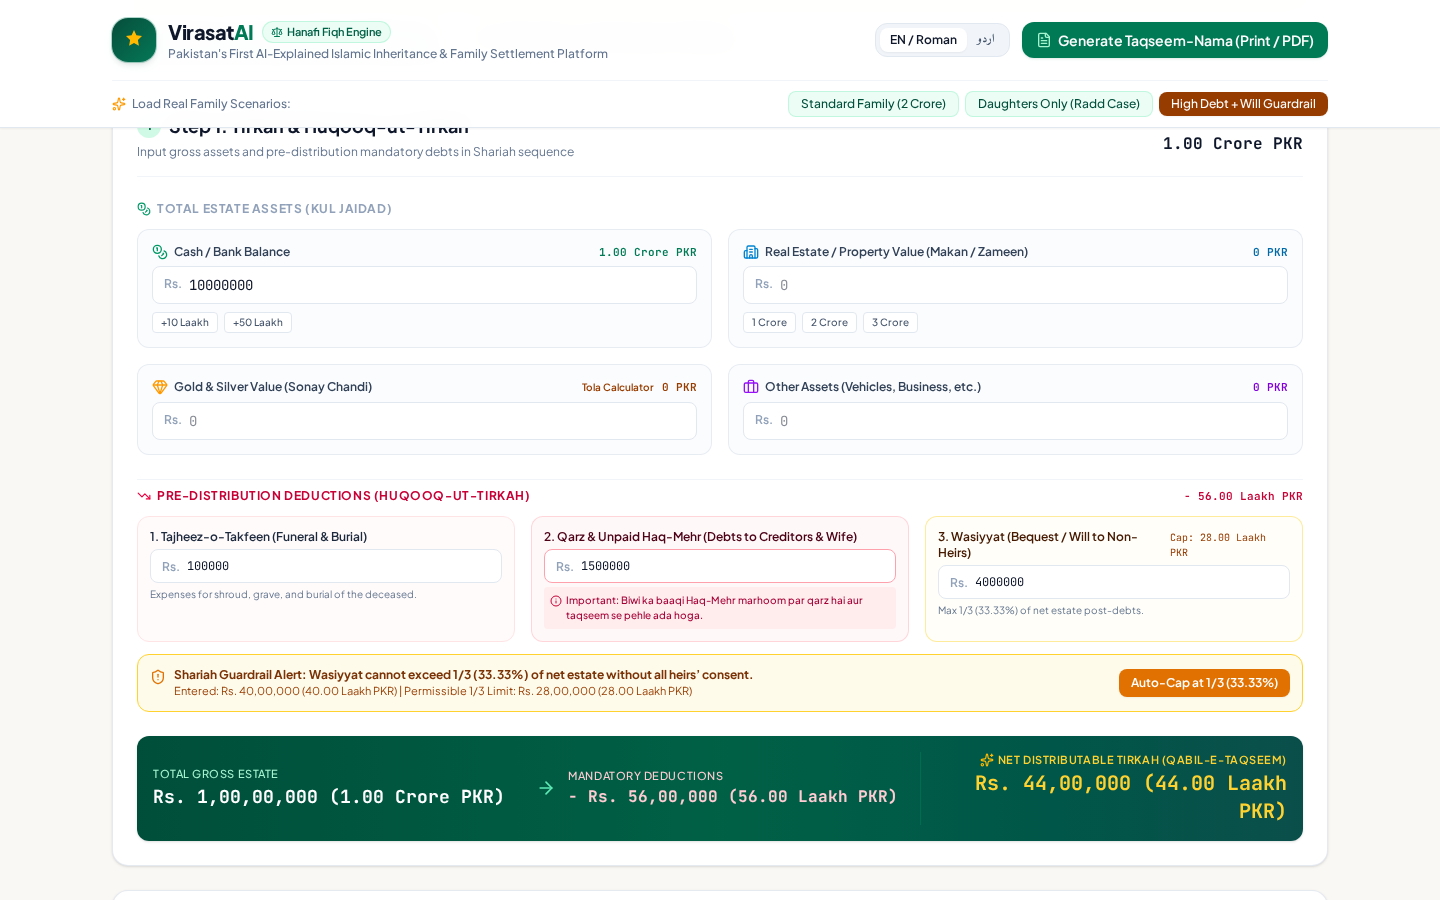 VirasatAI
Hanafi Fiqh Engine
Pakistan's First AI-Explained Islamic Inheritance & Family Settlement Platform
EN / Roman
اردو
Generate Taqseem-Nama (Print / PDF)
Load Real Family Scenarios:
Standard Family (2 Crore)
Daughters Only (Radd Case)
High Debt + Will Guardrail
Step 1: Tirkah & Huqooq-ut-Tirkah
Input gross assets and pre-distribution mandatory debts in Shariah sequence
1.00 Crore PKR
TOTAL ESTATE ASSETS (KUL JAIDAD)
Cash / Bank Balance
1.00 Crore PKR
Rs. 10000000
+10 Laakh
+50 Laakh
Real Estate / Property Value (Makan / Zameen)
0 PKR
Rs. 0
1 Crore
2 Crore
3 Crore
Gold & Silver Value (Sonay Chandi)
Tola Calculator
0 PKR
Rs. 0
Other Assets (Vehicles, Business, etc.)
0 PKR
Rs. 0
PRE-DISTRIBUTION DEDUCTIONS (HUQOOQ-UT-TIRKAH)
- 56.00 Laakh PKR
1. Tajheez-o-Takfeen (Funeral & Burial)
Rs. 100000
Expenses for shroud, grave, and burial of the deceased.
2. Qarz & Unpaid Haq-Mehr (Debts to Creditors & Wife)
Rs. 1500000
Important: Biwi ka baaqi Haq-Mehr marhoom par qarz hai aur
taqseem se pehle ada hoga.
3. Wasiyyat (Bequest / Will to Non-
Heirs)
Cap: 28.00 Laakh
PKR
Rs. 4000000
Max 1/3 (33.33%) of net estate post-debts.
Shariah Guardrail Alert: Wasiyyat cannot exceed 1/3 (33.33%) of net estate without all heirs’ consent.
Entered: Rs. 40,00,000 (40.00 Laakh PKR) | Permissible 1/3 Limit: Rs. 28,00,000 (28.00 Laakh PKR)
Auto-Cap at 1/3 (33.33%)
TOTAL GROSS ESTATE
Rs. 1,00,00,000 (1.00 Crore PKR)
MANDATORY DEDUCTIONS
- Rs. 56,00,000 (56.00 Laakh PKR)
NET DISTRIBUTABLE TIRKAH (QABIL-E-TAQSEEM)
Rs. 44,00,000 (44.00 Laakh
PKR)